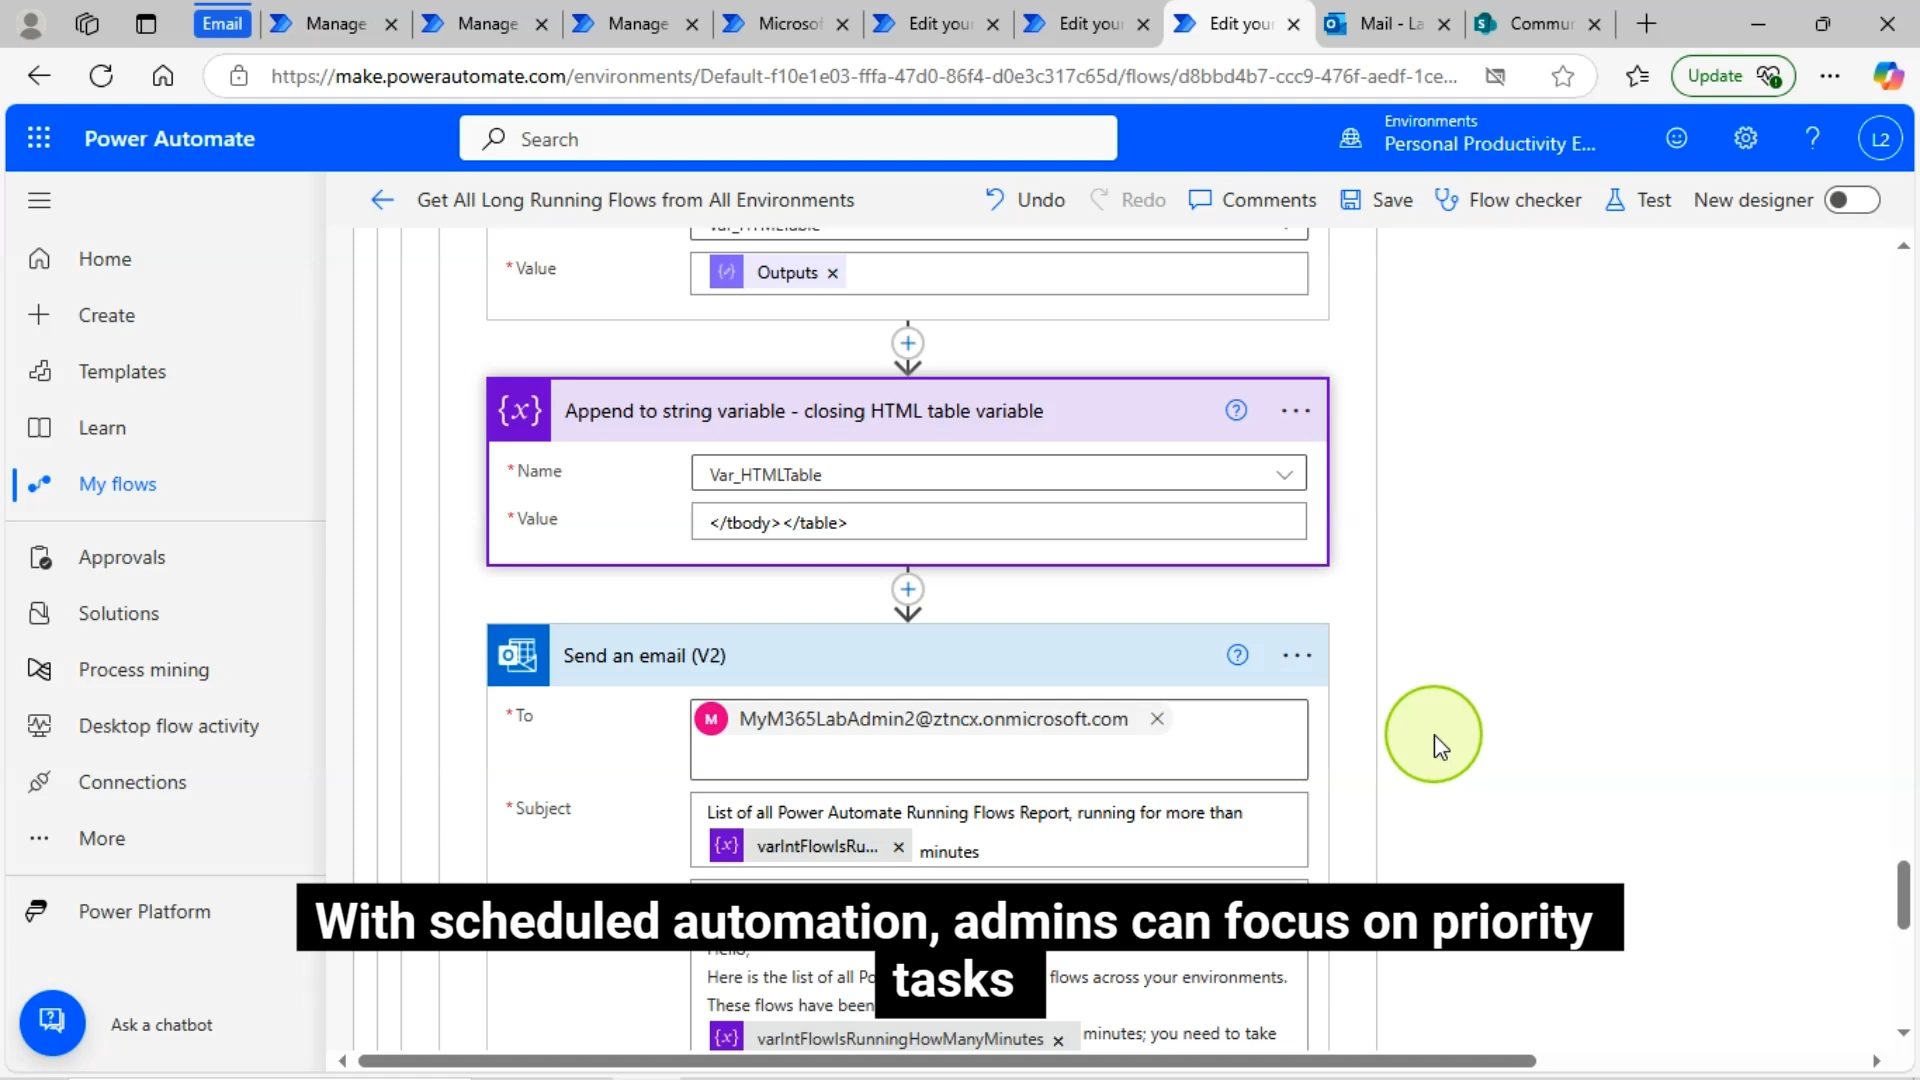 Email
Manage
Manage
Manage
Microsof
Edit your
Edit your
Edit your
Mail - La
Commun
https://make.powerautomate.com/environments/Default-f10e1e03-fffa-47d0-86f4-d0e3c317c65d/flows/d8bbd4b7-ccc9-476f-aedf-1ce...
Update
Power Automate
Search
Environments
Personal Productivity E...
L2
Get All Long Running Flows from All Environments
Undo
Redo
Comments
Save
Flow checker
Test
New designer
Home
Create
Templates
Learn
My flows
Approvals
Solutions
Process mining
Desktop flow activity
Connections
More
Power Platform
Ask a chatbot
Var_HTMLTable
*Value
Outputs
Append to string variable - closing HTML table variable
*Name
Var_HTMLTable
*Value
</tbody></table>
Send an email (V2)
*To
M MyM365LabAdmin2@ztncx.onmicrosoft.com
*Subject
List of all Power Automate Running Flows Report, running for more than
varIntFlowIsRu... minutes
With scheduled automation, admins can focus on priority
tasks
Hello,
Here is the list of all Po flows across your environments.
These flows have been
varIntFlowIsRunningHowManyMinutes minutes; you need to take